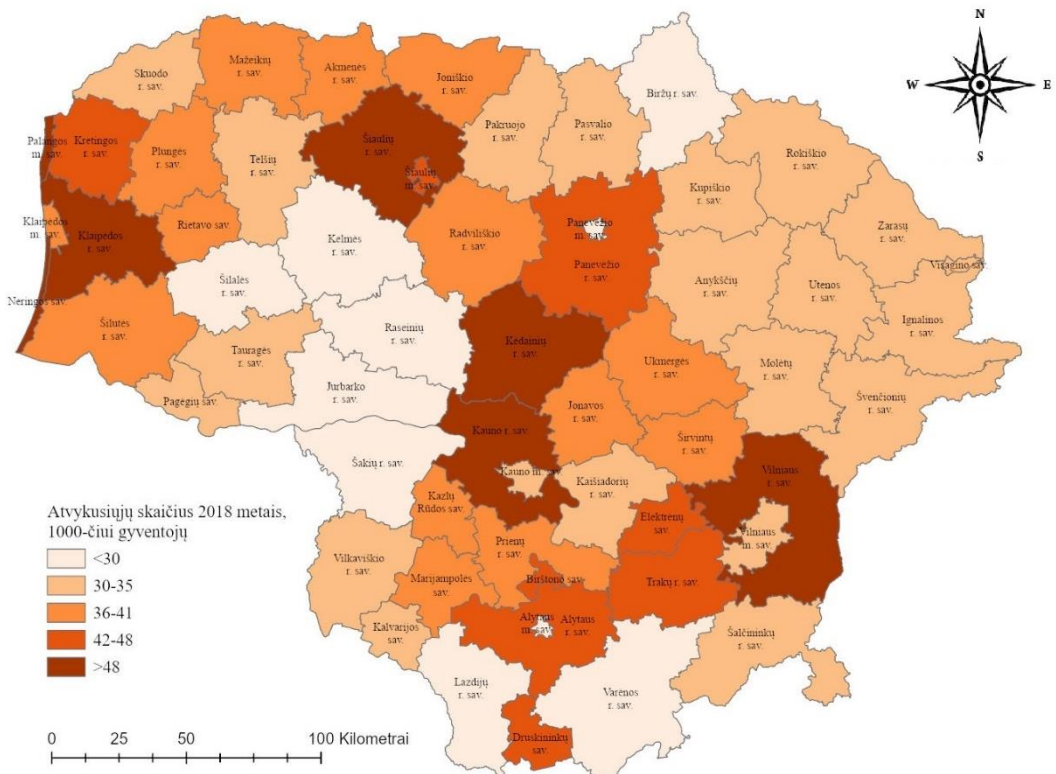 N
W
E
S
Skuodo
r. sav.
Mažeikių
r. sav.
Akmenės
r. sav.
Joniškio
r. sav.
Biržų r. sav.
Palangos
m. sav.
Kretingos
r. sav.
Plungės
r. sav.
Telšių
r. sav.
Šiaulių
r. sav.
Šiaulių
m. sav.
Pakruojo
r. sav.
Pasvalio
r. sav.
Rokiškio
r. sav.
Kupiškio
r. sav.
Klaipėdos
m. sav.
Klaipėdos
r. sav.
Rietavo sav.
Kelmės
r. sav.
Radviliškio
r. sav.
Panevėžio
m. sav.
Panevėžio
r. sav.
Zarasų
r. sav.
Visagino sav.
Anykščių
r. sav.
Utenos
r. sav.
Ignalinos
r. sav.
Neringos sav.
Šilalės
r. sav.
Šilutės
r. sav.
Raseinių
r. sav.
Tauragės
r. sav.
Kėdainių
r. sav.
Ukmergės
r. sav.
Molėtų
r. sav.
Pagėgių sav.
Jurbarko
r. sav.
Jonavos
r. sav.
Švenčionių
r. sav.
Šakių r. sav.
Kauno r. sav.
Kauno m. sav.
Širvintų
r. sav.
Kaišiadorių
r. sav.
Vilniaus
r. sav.
Vilniaus
m. sav.
Kazlų
Rūdos sav.
Elektrėnų
sav.
Prienų
r. sav.
Vilkaviškio
r. sav.
Marijampolės
sav.
Birštono sav.
Trakų r. sav.
Kalvarijos
sav.
Alytaus
m. sav.
Alytaus
r. sav.
Šalčininkų
r. sav.
Lazdijų
r. sav.
Varėnos
r. sav.
Druskininkų
sav.
Atvykusiųjų skaičius 2018 metais,
1000-čiui gyventojų
<30
30-35
36-41
42-48
>48
0 25 50 100 Kilometrai